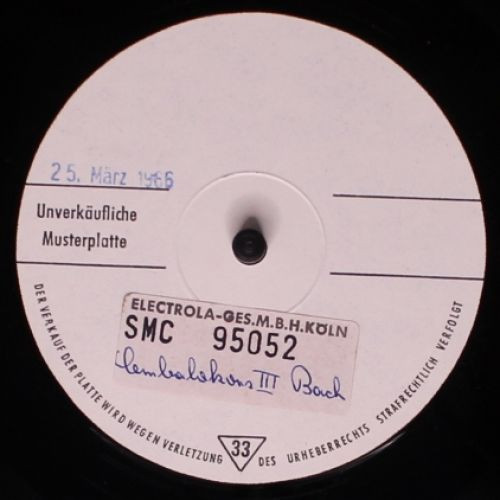 25. März 1966
Unverkäufliche
Musterplatte
ELECTROLA-GES.M.B.H.KÖLN
SMC 95052
Cembalokons III Bach
DER VERKAUF DER PLATTE WIRD WEGEN VERLETZUNG DES URHEBERRECHTS STRAFRECHTLICH VERFOLGT
33